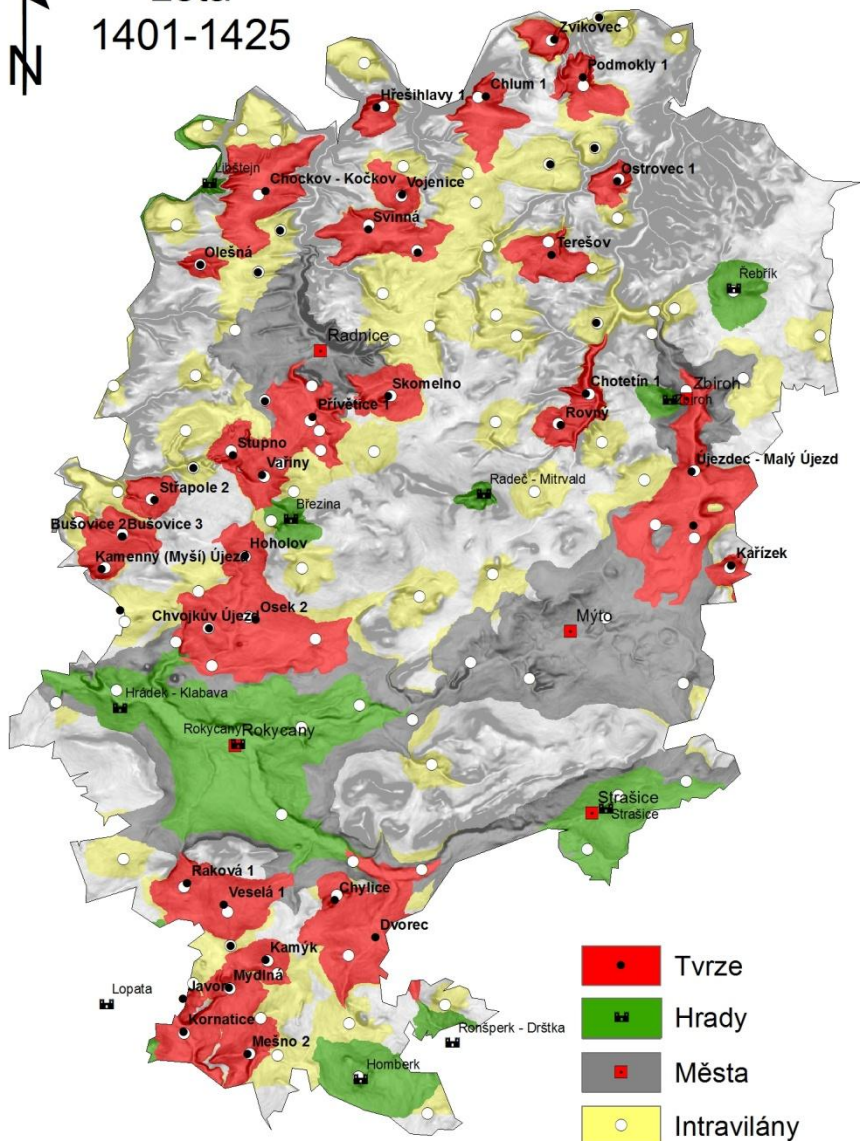 Léta
1401-1425
N
Zvíkovec
Podmokly 1
Chlum 1
Hřešihlavy 1
Libštejn
Chockov - Kočkov
Vojenice
Ostrovec 1
Svinná
Terešov
Olešná
Řebřík
Radnice
Skomelno
Chotetín 1
Zbiroh
Zbiroh
Přívětice 1
Rovný
Stupno
Vařiny
Újezdec - Malý Újezd
Radeč - Mitrvald
Střapole 2
Březina
Bušovice 2
Bušovice 3
Hoholov
Kamenný (Myší) Újezd
Kařízek
Osek 2
Chvojkův Újezd
Mýto
Hrádek - Klabava
Rokycany
Rokycany
Strašice
Strašice
Raková 1
Veselá 1
Chylice
Dvorec
Kamýk
Mydlná
Javor
Lopata
Kornatice
Ronšperk - Drštka
Mešno 2
Homberk
Tvrze
Hrady
Města
Intravilány